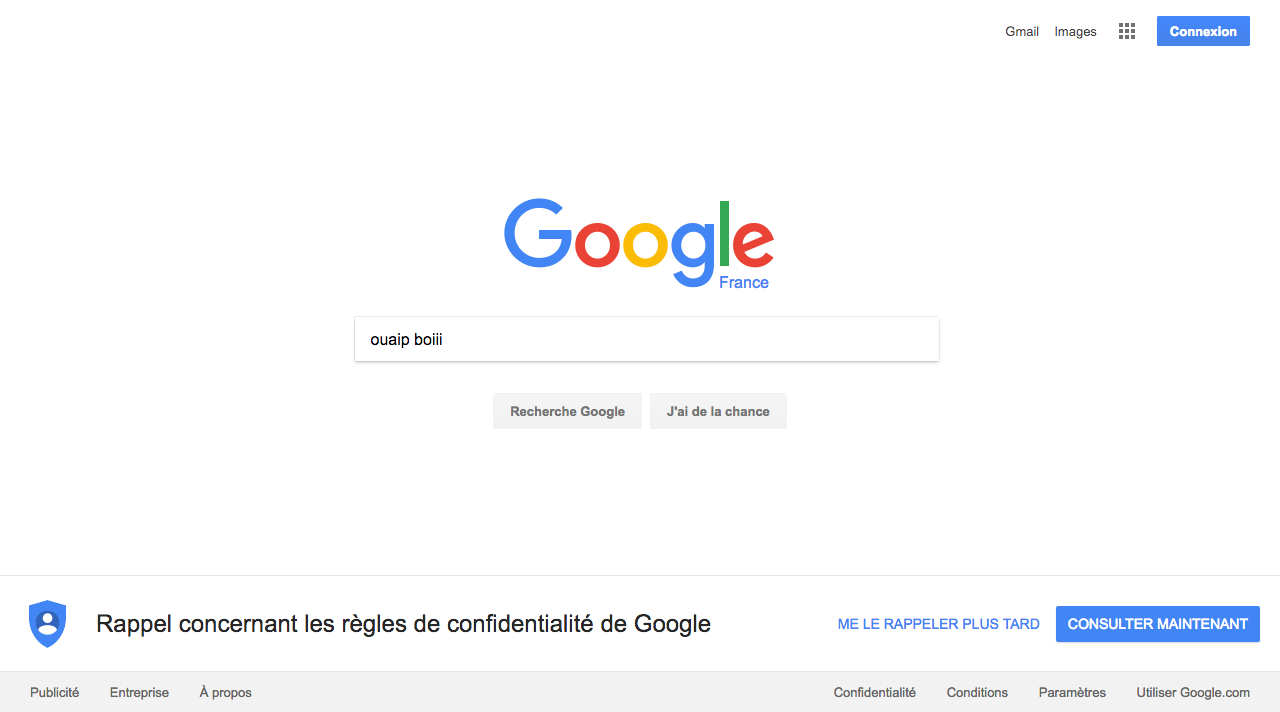 Gmail Images Connexion
Google
France
ouaip boiii
Recherche Google J'ai de la chance
Rappel concernant les règles de confidentialité de Google ME LE RAPPELER PLUS TARD CONSULTER MAINTENANT
Publicité Entreprise À propos Confidentialité Conditions Paramètres Utiliser Google.com